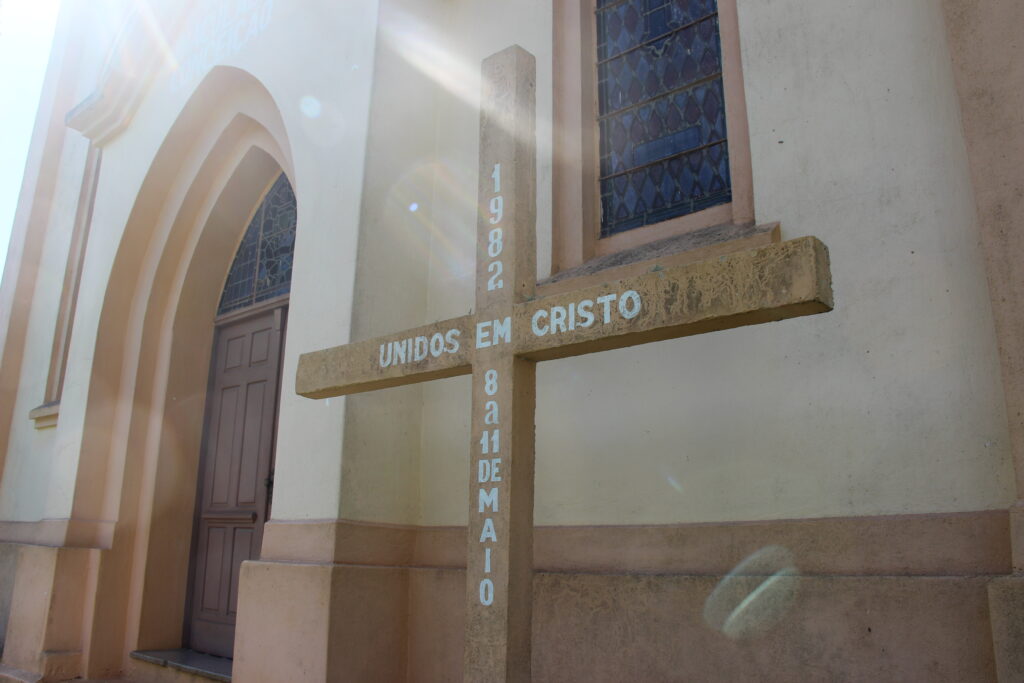 1982
UNIDOS EM CRISTO
8 a 11 DE MAIO